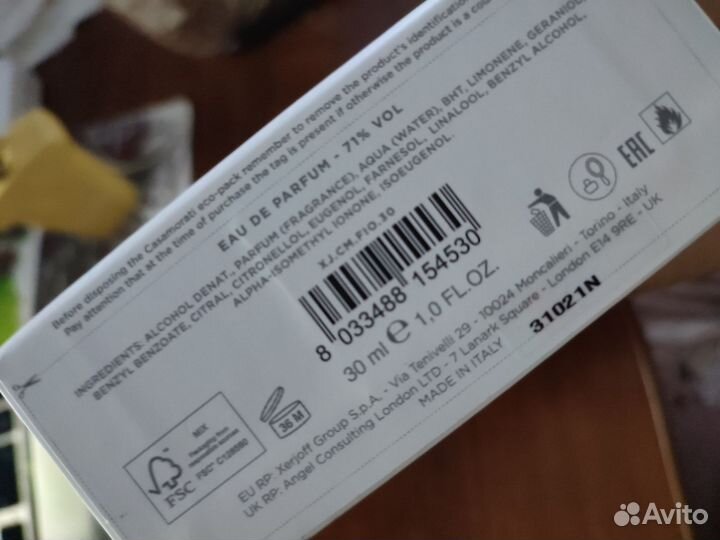 Before disposing the Casamorati eco-pack remember to remove the product's identification
Pay attention that at the time of purchase the tag is present if otherwise the product is a cou
EAU DE PARFUM - 71% VOL
INGREDIENTS: ALCOHOL DENAT., PARFUM (FRAGRANCE), AQUA (WATER), BHT, LIMONENE, GERANIOL,
BENZYL BENZOATE, CITRAL, CITRONELLOL, EUGENOL, FARNESOL, LINALOOL, BENZYL ALCOHOL,
ALPHA-ISOMETHYL IONONE, ISOEUGENOL.
XJ.CM.FIO.30
8 033488 154530
EAC
30 ml e 1,0 FL.OZ.
31021N
36 M
MIX
FSC
FSC® C128580
EU RP: Xerjoff Group S.p.A. - Via Tenivelli 29 - 10024 Moncalieri - Torino - Italy
UK RP: Angel Consulting London LTD - 7 Lanark Square - London E14 9RE - UK
MADE IN ITALY
Avito